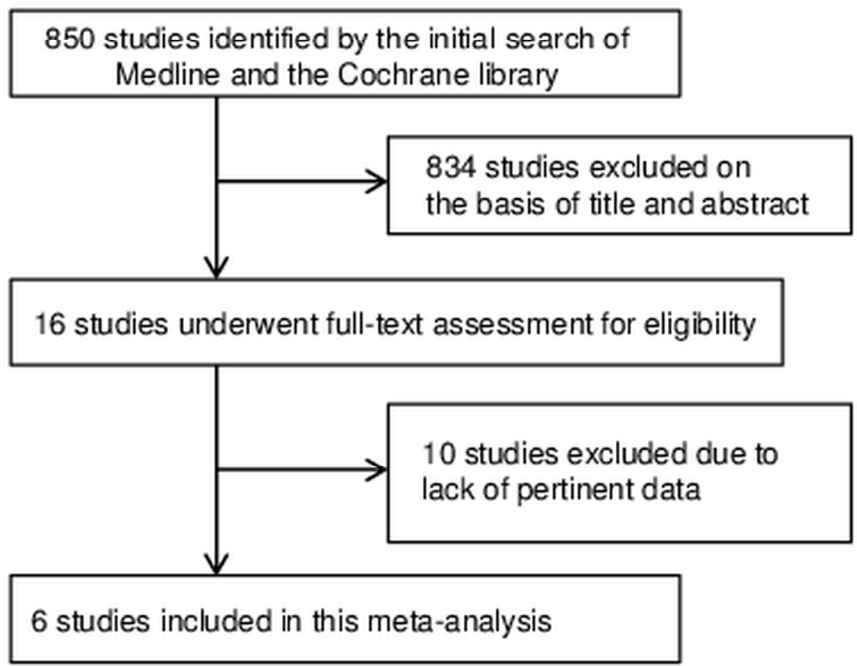 850 studies identified by the initial search of
Medline and the Cochrane library
834 studies excluded on
the basis of title and abstract
16 studies underwent full-text assessment for eligibility
10 studies excluded due to
lack of pertinent data
6 studies included in this meta-analysis